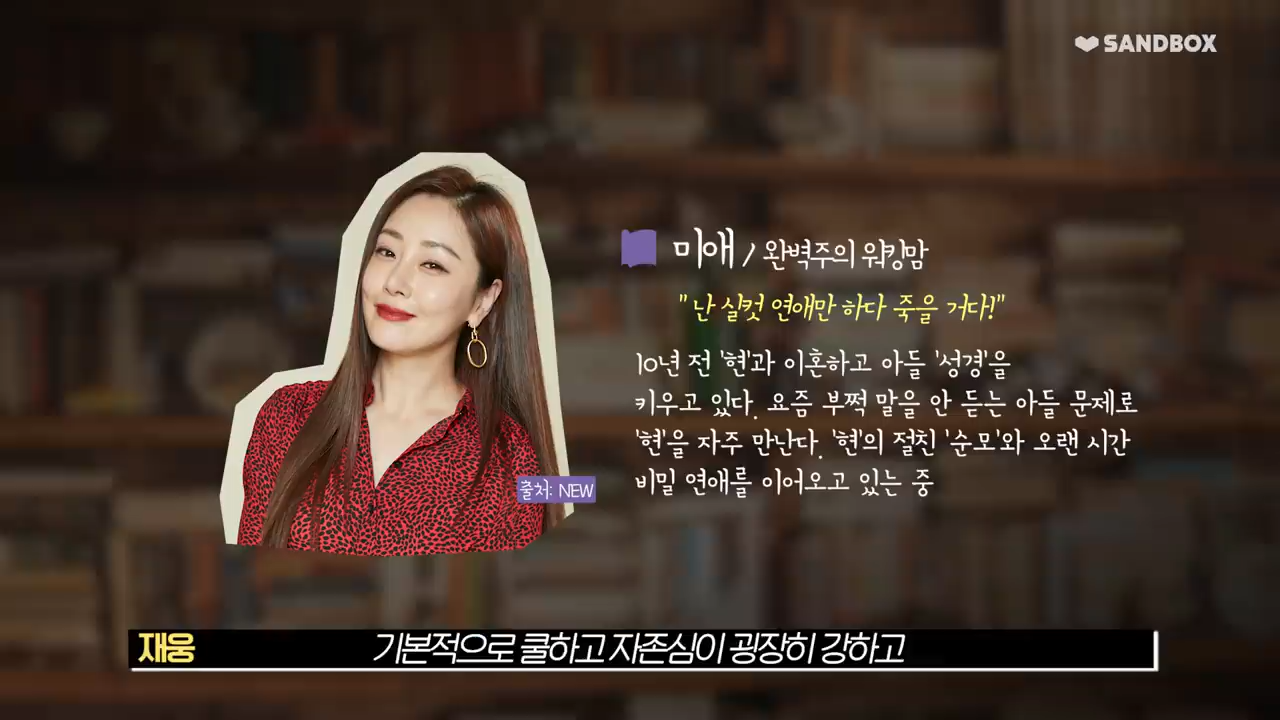 SANDBOX
미애 / 완벽주의 워킹맘
"난 실컷 연애만 하다 죽을 거다!"
10년 전 '현'과 이혼하고 아들 '성경'을
키우고 있다. 요즘 부쩍 말을 안 듣는 아들 문제로
'현'을 자주 만난다. '현'의 절친 '순모'와 오랜 시간
비밀 연애를 이어오고 있는 중
출처: NEW
재웅 기본적으로 쿨하고 자존심이 굉장히 강하고